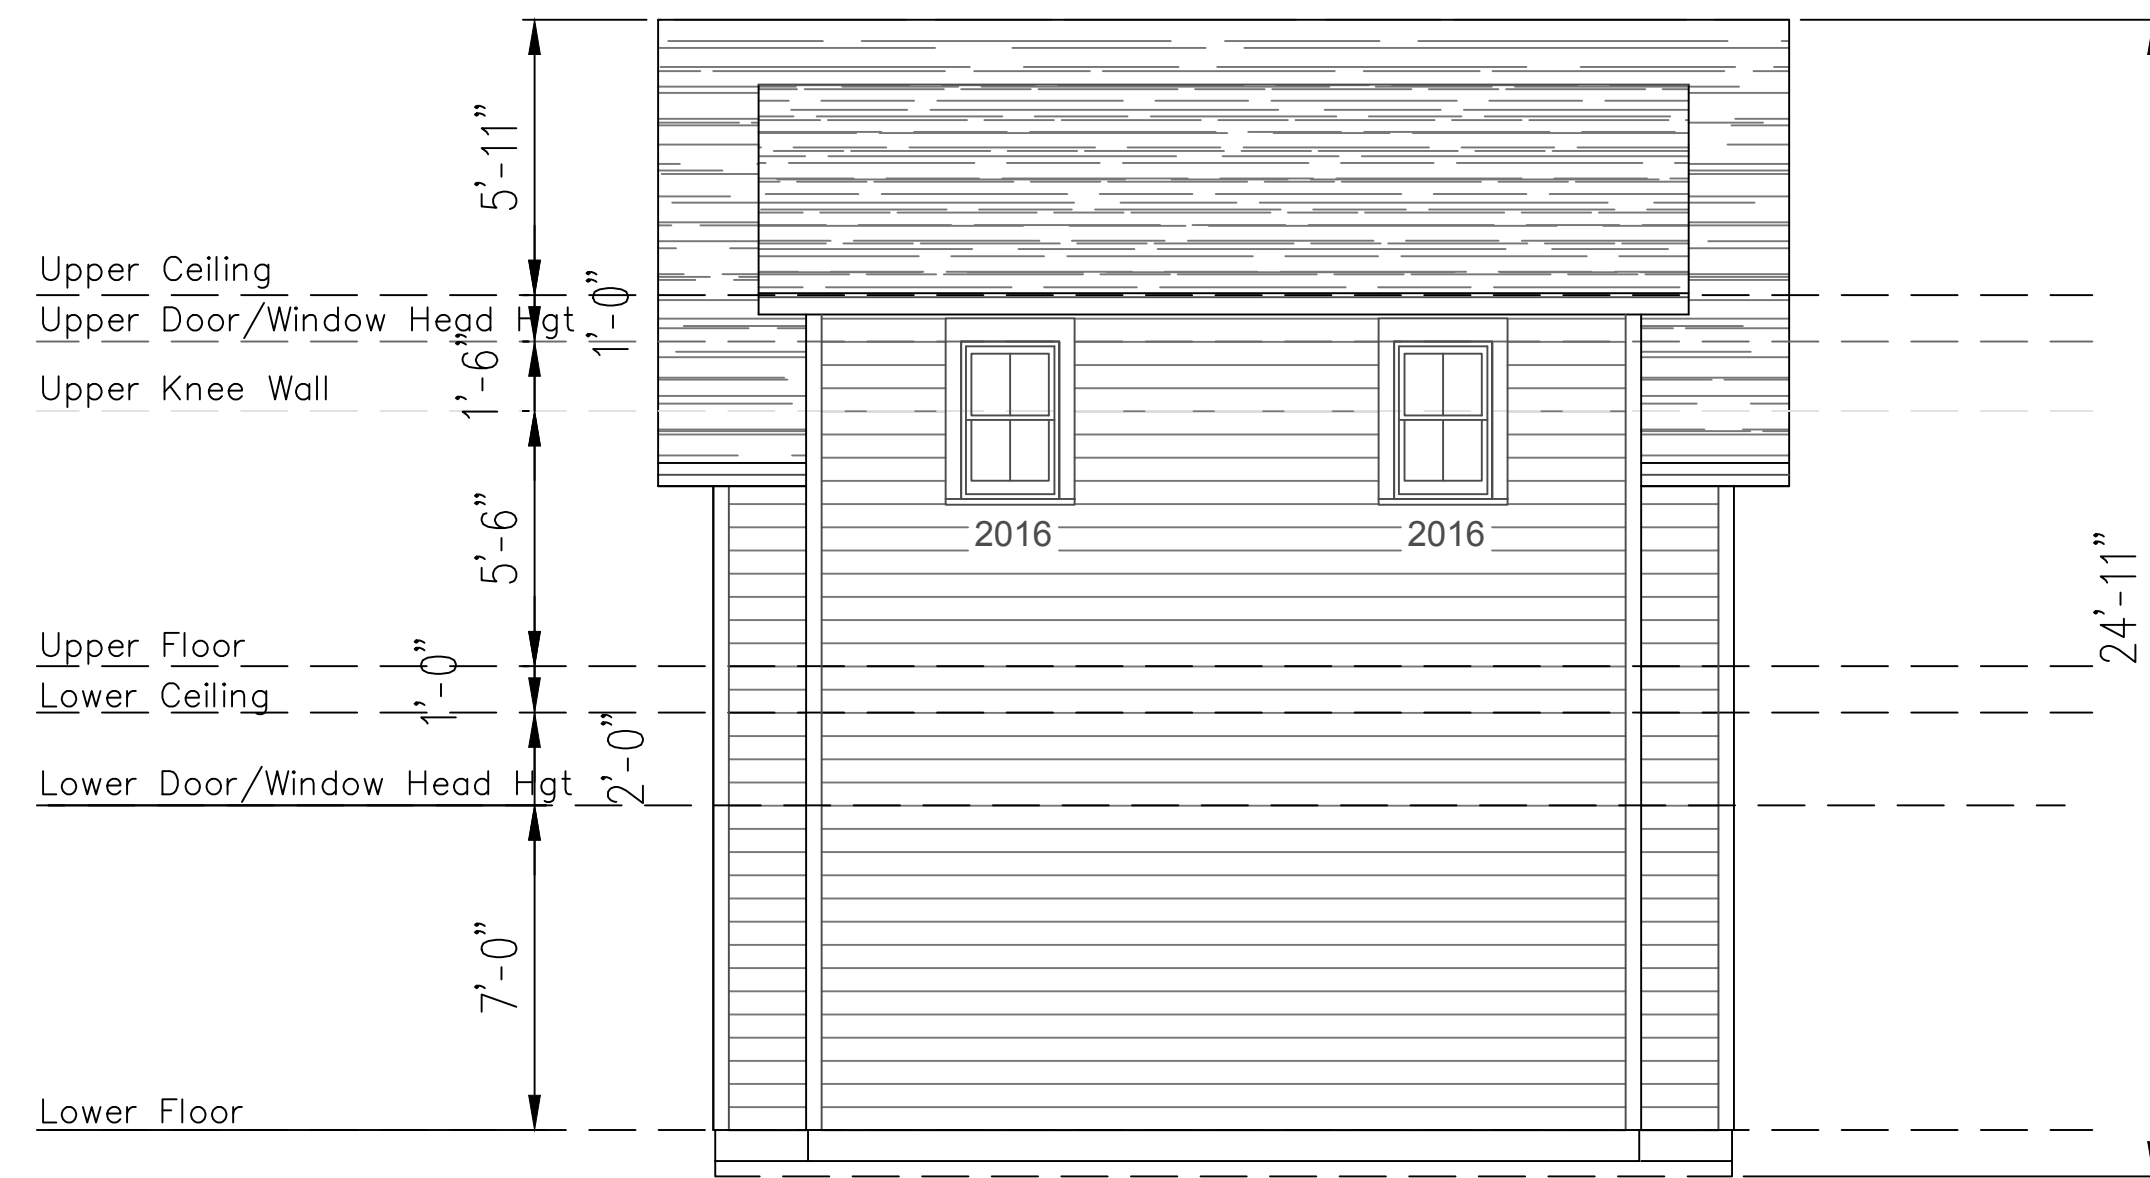 5'-11"
Upper Ceiling
1'-0"
Upper Door/Window Head Hgt
1'-6"
Upper Knee Wall
5'-6"
2016
2016
24'-11"
Upper Floor
1'-0"
Lower Ceiling
2'-0"
Lower Door/Window Head Hgt
7'-0"
Lower Floor